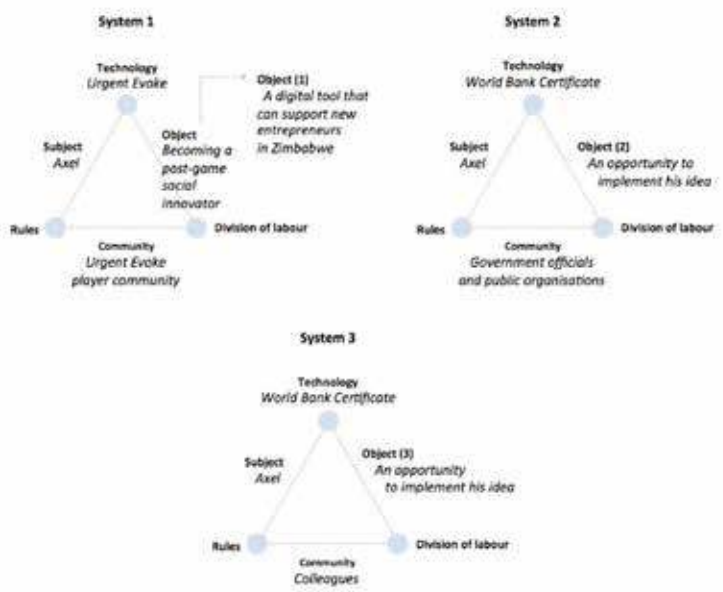 System 1
Technology
Urgent Evoke
Object (1)
A digital tool that
can support new
entrepreneurs
in Zimbabwe
Subject
Axel
Object
Becoming a
post-game
social
innovator
Rules
Division of labour
Community
Urgent Evoke
player community
System 2
Technology
World Bank Certificate
Subject
Axel
Object (2)
An opportunity to
implement his idea
Rules
Division of labour
Community
Government officials
and public organisations
System 3
Technology
World Bank Certificate
Subject
Axel
Object (3)
An opportunity
to implement his idea
Rules
Division of labour
Community
Colleagues